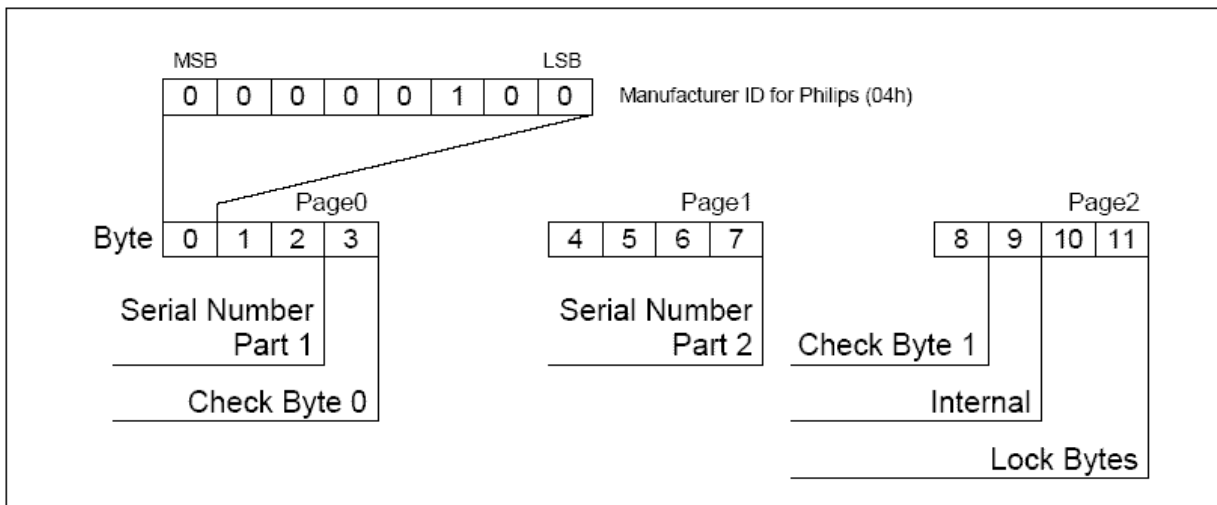 MSB LSB
0 0 0 0 0 1 0 0 Manufacturer ID for Philips (04h)
Page0 Page1 Page2
Byte 0 1 2 3 4 5 6 7 8 9 10 11
Serial Number Serial Number
Part 1 Part 2 Check Byte 1
Check Byte 0 Internal
Lock Bytes